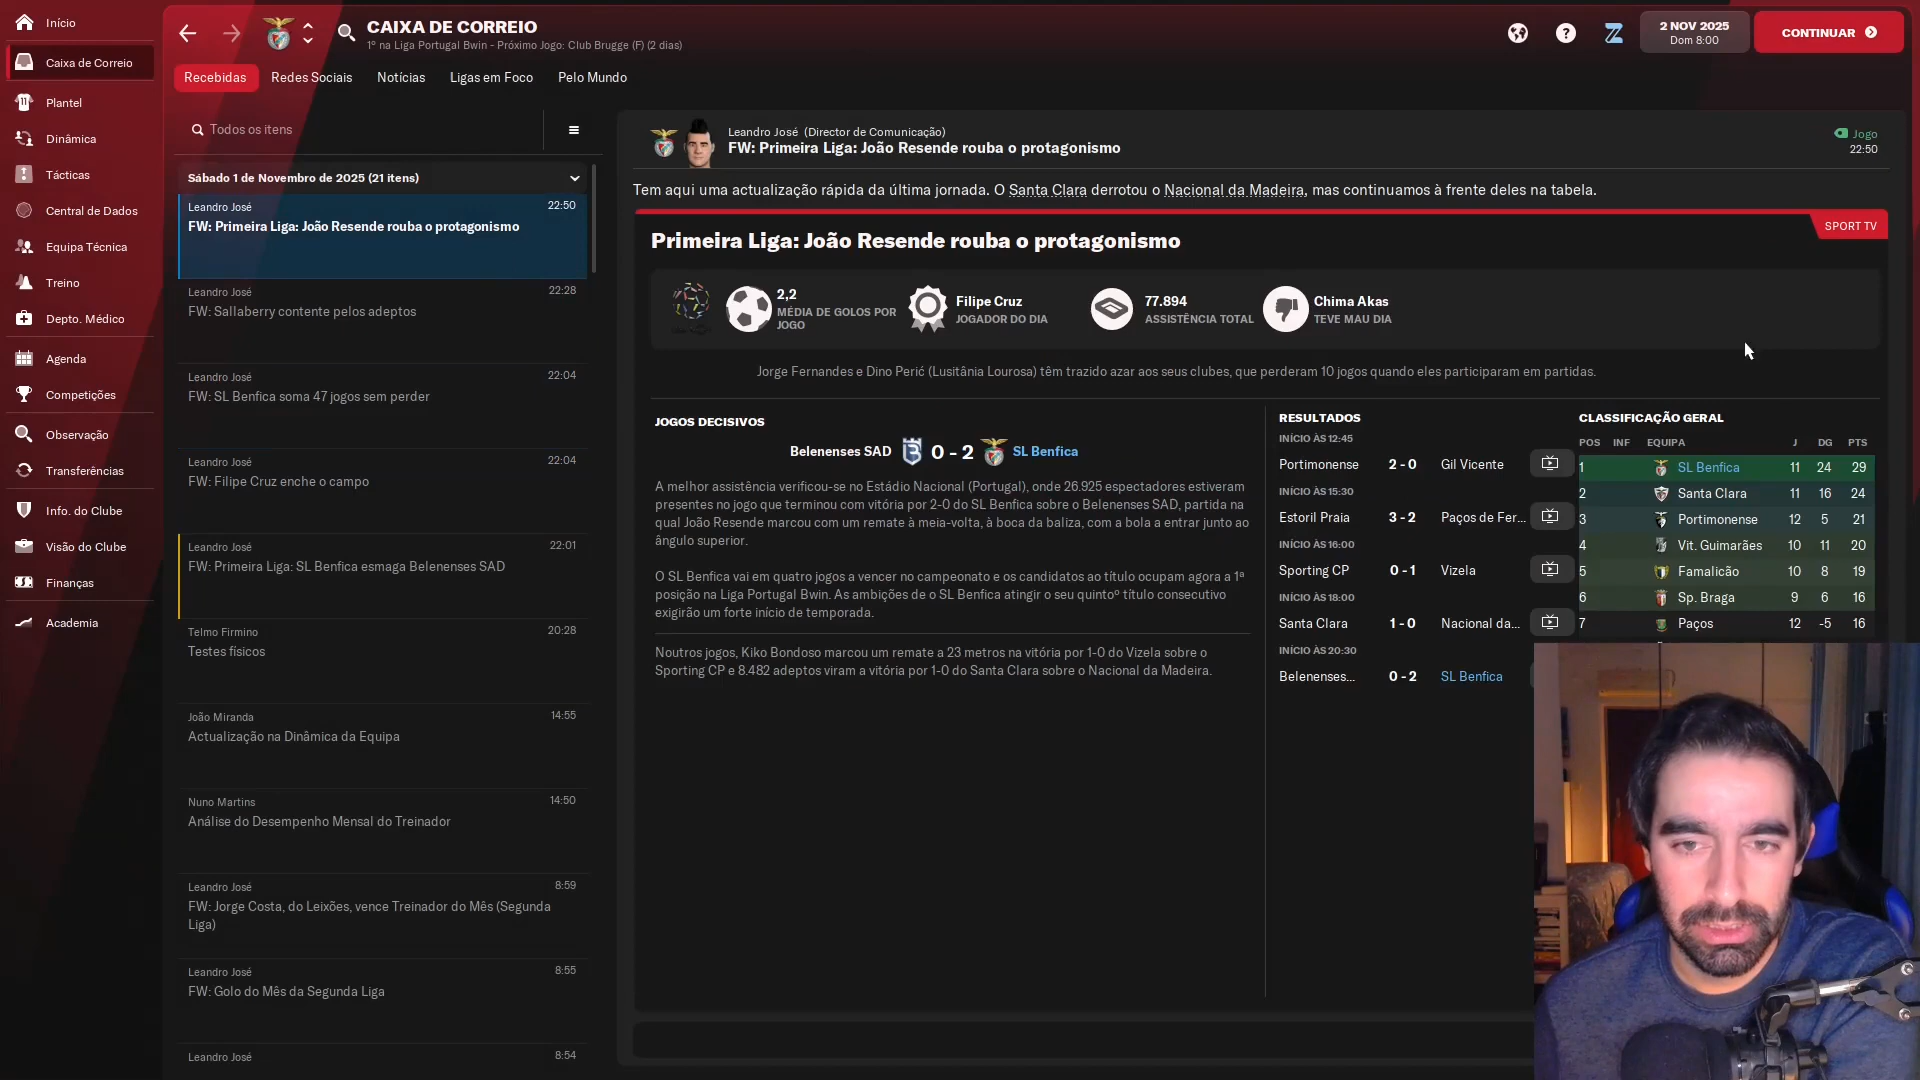 Início
Caixa de Correio
Plantel
Dinâmica
Tácticas
Central de Dados
Equipa Técnica
Treino
Depto. Médico
Agenda
Competições
Observação
Transferências
Info. do Clube
Visão do Clube
Finanças
Academia
CAIXA DE CORREIO
1º na Liga Portugal Bwin - Próximo Jogo: Club Brugge (F) (2 dias)
2 NOV 2025
Dom 8:00
CONTINUAR
Recebidas
Redes Sociais
Notícias
Ligas em Foco
Pelo Mundo
Todos os itens
Sábado 1 de Novembro de 2025 (21 itens)
Leandro José 22:50
FW: Primeira Liga: João Resende rouba o protagonismo
Leandro José 22:28
FW: Sallaberry contente pelos adeptos
Leandro José 22:04
FW: SL Benfica soma 47 jogos sem perder
Leandro José 22:04
FW: Filipe Cruz enche o campo
Leandro José 22:01
FW: Primeira Liga: SL Benfica esmaga Belenenses SAD
Telmo Firmino 20:28
Testes físicos
João Miranda 14:55
Actualização na Dinâmica da Equipa
Nuno Martins 14:50
Análise do Desempenho Mensal do Treinador
Leandro José 8:59
FW: Jorge Costa, do Leixões, vence Treinador do Mês (Segunda
Liga)
Leandro José 8:55
FW: Golo do Mês da Segunda Liga
Leandro José 8:54
Leandro José (Director de Comunicação)
FW: Primeira Liga: João Resende rouba o protagonismo
Jogo
22:50
Tem aqui uma actualização rápida da última jornada. O Santa Clara derrotou o Nacional da Madeira, mas continuamos à frente deles na tabela.
SPORT TV
Primeira Liga: João Resende rouba o protagonismo
2,2
MÉDIA DE GOLOS POR
JOGO
Filipe Cruz
JOGADOR DO DIA
77.894
ASSISTÊNCIA TOTAL
Chima Akas
TEVE MAU DIA
Jorge Fernandes e Dino Perić (Lusitânia Lourosa) têm trazido azar aos seus clubes, que perderam 10 jogos quando eles participaram em partidas.
JOGOS DECISIVOS
Belenenses SAD 0 - 2 SL Benfica
A melhor assistência verificou-se no Estádio Nacional (Portugal), onde 26.925 espectadores estiveram
presentes no jogo que terminou com vitória por 2-0 do SL Benfica sobre o Belenenses SAD, partida na
qual João Resende marcou com um remate à meia-volta, à boca da baliza, com a bola a entrar junto ao
ângulo superior.
O SL Benfica vai em quatro jogos a vencer no campeonato e os candidatos ao título ocupam agora a 1ª
posição na Liga Portugal Bwin. As ambições de o SL Benfica atingir o seu quintoº título consecutivo
exigirão um forte início de temporada.
Noutros jogos, Kiko Bondoso marcou um remate a 23 metros na vitória por 1-0 do Vizela sobre o
Sporting CP e 8.482 adeptos viram a vitória por 1-0 do Santa Clara sobre o Nacional da Madeira.
RESULTADOS
INÍCIO ÀS 12:45
Portimonense 2 - 0 Gil Vicente
INÍCIO ÀS 15:30
Estoril Praia 3 - 2 Paços de Fer...
INÍCIO ÀS 16:00
Sporting CP 0 - 1 Vizela
INÍCIO ÀS 18:00
Santa Clara 1 - 0 Nacional da...
INÍCIO ÀS 20:30
Belenenses... 0 - 2 SL Benfica
CLASSIFICAÇÃO GERAL
POS INF EQUIPA J DG PTS
1 SL Benfica 11 24 29
2 Santa Clara 11 16 24
3 Portimonense 12 5 21
4 Vit. Guimarães 10 11 20
5 Famalicão 10 8 19
6 Sp. Braga 9 6 16
7 Paços 12 -5 16